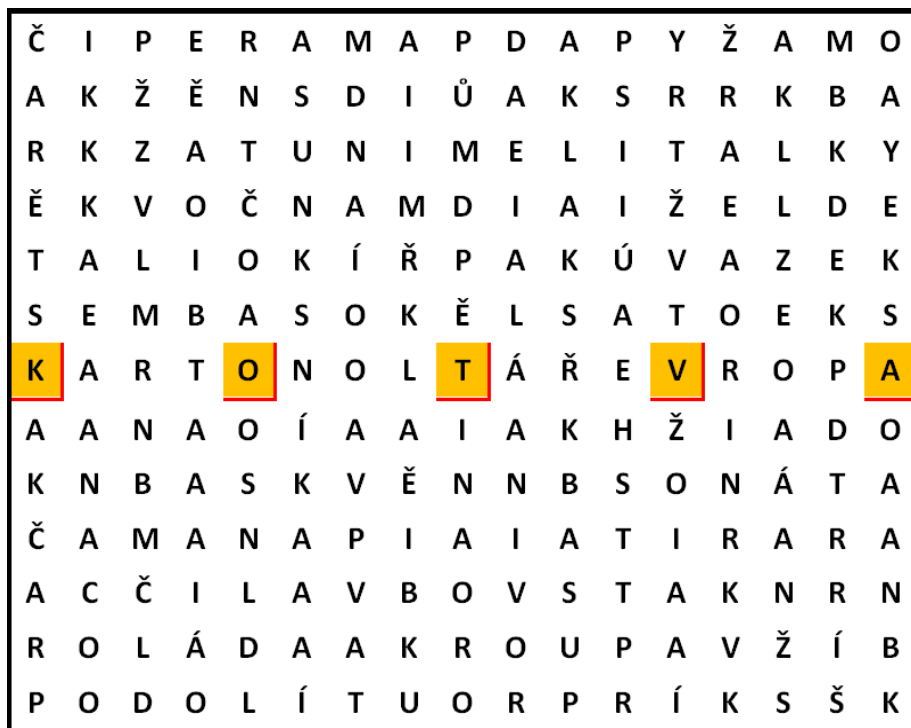 Č I P E R A M A P D A P Y Ž A M O
A K Ž Ě N S D I Ů A K S R R K B A
R K Z A T U N I M E L I T A L K Y
Ě K V O Č N A M D I A I Ž E L D E
T A L I O K Í Ř P A K Ú V A Z E K
S E M B A S O K Ě L S A T O E K S
K A R T O N O L T Á Ř E V R O P A
A A N A O Í A A I A K H Ž I A D O
K N B A S K V Ě N N B S O N Á T A
Č A M A N A P I A I A T I R A R A
A C Č I L A V B O V S T A K N R N
R O L Á D A A K R O U P A V Ž Í B
P O D O L Í T U O R P R Í K S Š K